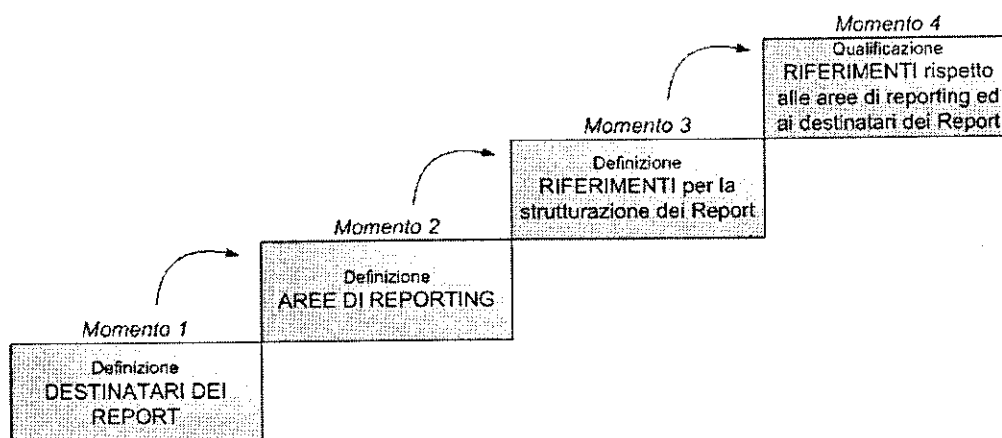 Momento 4
Qualificazione
RIFERIMENTI rispetto
alle aree di reporting ed
ai destinatari dei Report
Momento 3
Definizione
RIFERIMENTI per la
strutturazione dei Report
Momento 2
Definizione
AREE DI REPORTING
Momento 1
Definizione
DESTINATARI DEI
REPORT